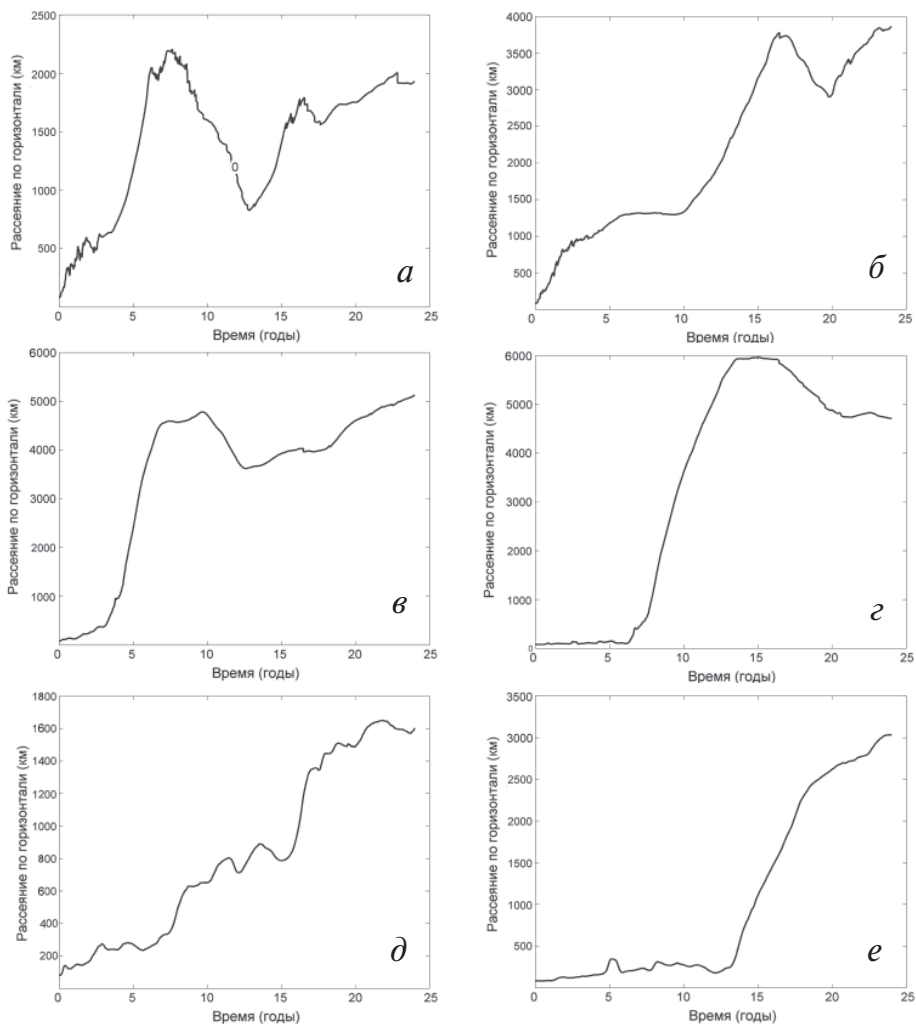 2500
2000
1500
1000
500
0 5 10 15 20 25
Рассеяние по горизонтали (км)
Время (годы)
0
а
4000
3500
3000
2500
2000
1500
1000
500
0 5 10 15 20 25
Рассеяние по горизонтали (км)
Время (годы)
б
6000
5000
4000
3000
2000
1000
0 5 10 15 20 25
Рассеяние по горизонтали (км)
Время (годы)
в
6000
5000
4000
3000
2000
1000
0
0 5 10 15 20 25
Рассеяние по горизонтали (км)
Время (годы)
г
1800
1600
1400
1200
1000
800
600
400
200
0 5 10 15 20 25
Рассеяние по горизонтали (км)
Время (годы)
д
3500
3000
2500
2000
1500
1000
500
0 5 10 15 20 25
Рассеяние по горизонтали (км)
Время (годы)
е